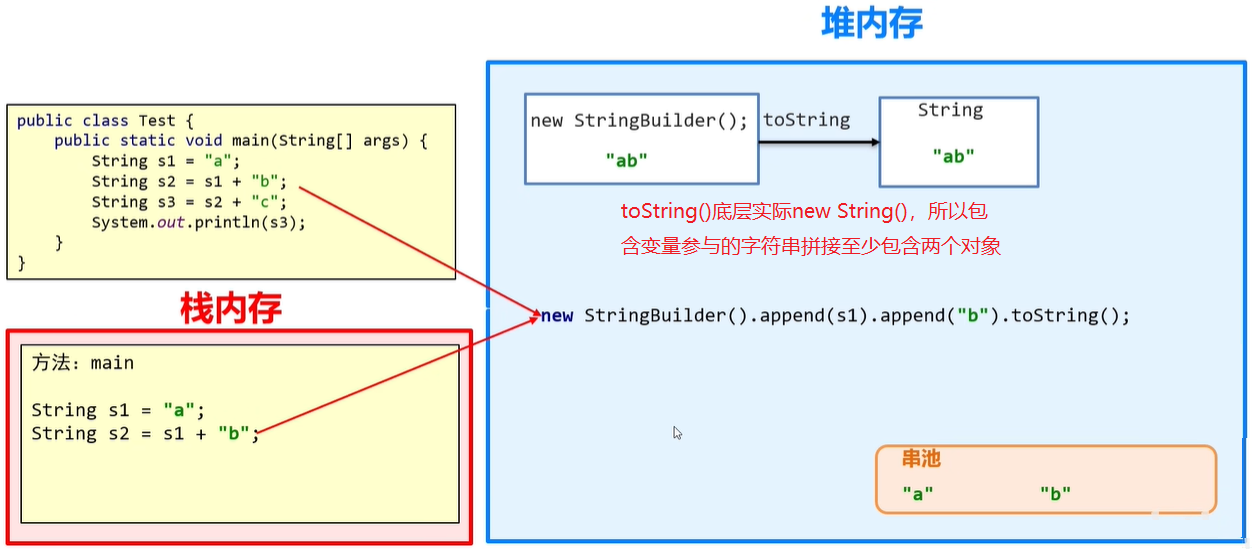 堆内存
public class Test {
public static void main(String[] args) {
String s1 = "a";
String s2 = s1 + "b";
String s3 = s2 + "c";
System.out.println(s3);
}
}
new StringBuilder();
"ab"
toString
String
"ab"
toString()底层实际new String()，所以包
含变量参与的字符串拼接至少包含两个对象
new StringBuilder().append(s1).append("b").toString();
栈内存
方法：main
String s1 = "a";
String s2 = s1 + "b";
串池
"a" "b"